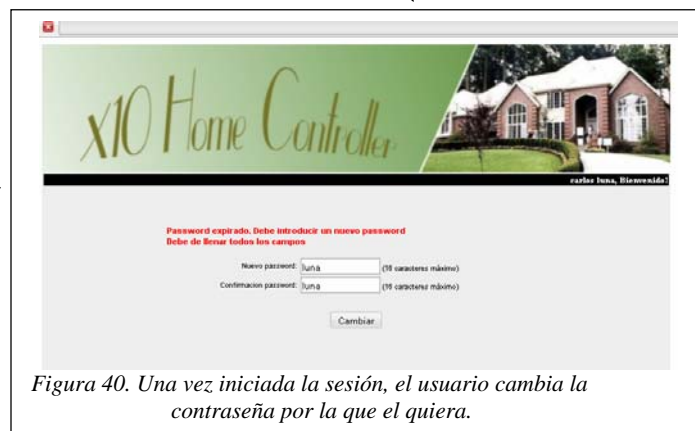 x10 Home Controller
carlos luna, Bienvenido!
Password expirado. Debe introducir un nuevo password
Debe de llenar todos los campos
Nuevo password: luna (10 caracteres máximo)
Confirmacion password: luna (10 caracteres máximo)
Cambiar
Figura 40. Una vez iniciada la sesión, el usuario cambia la
contraseña por la que el quiera.